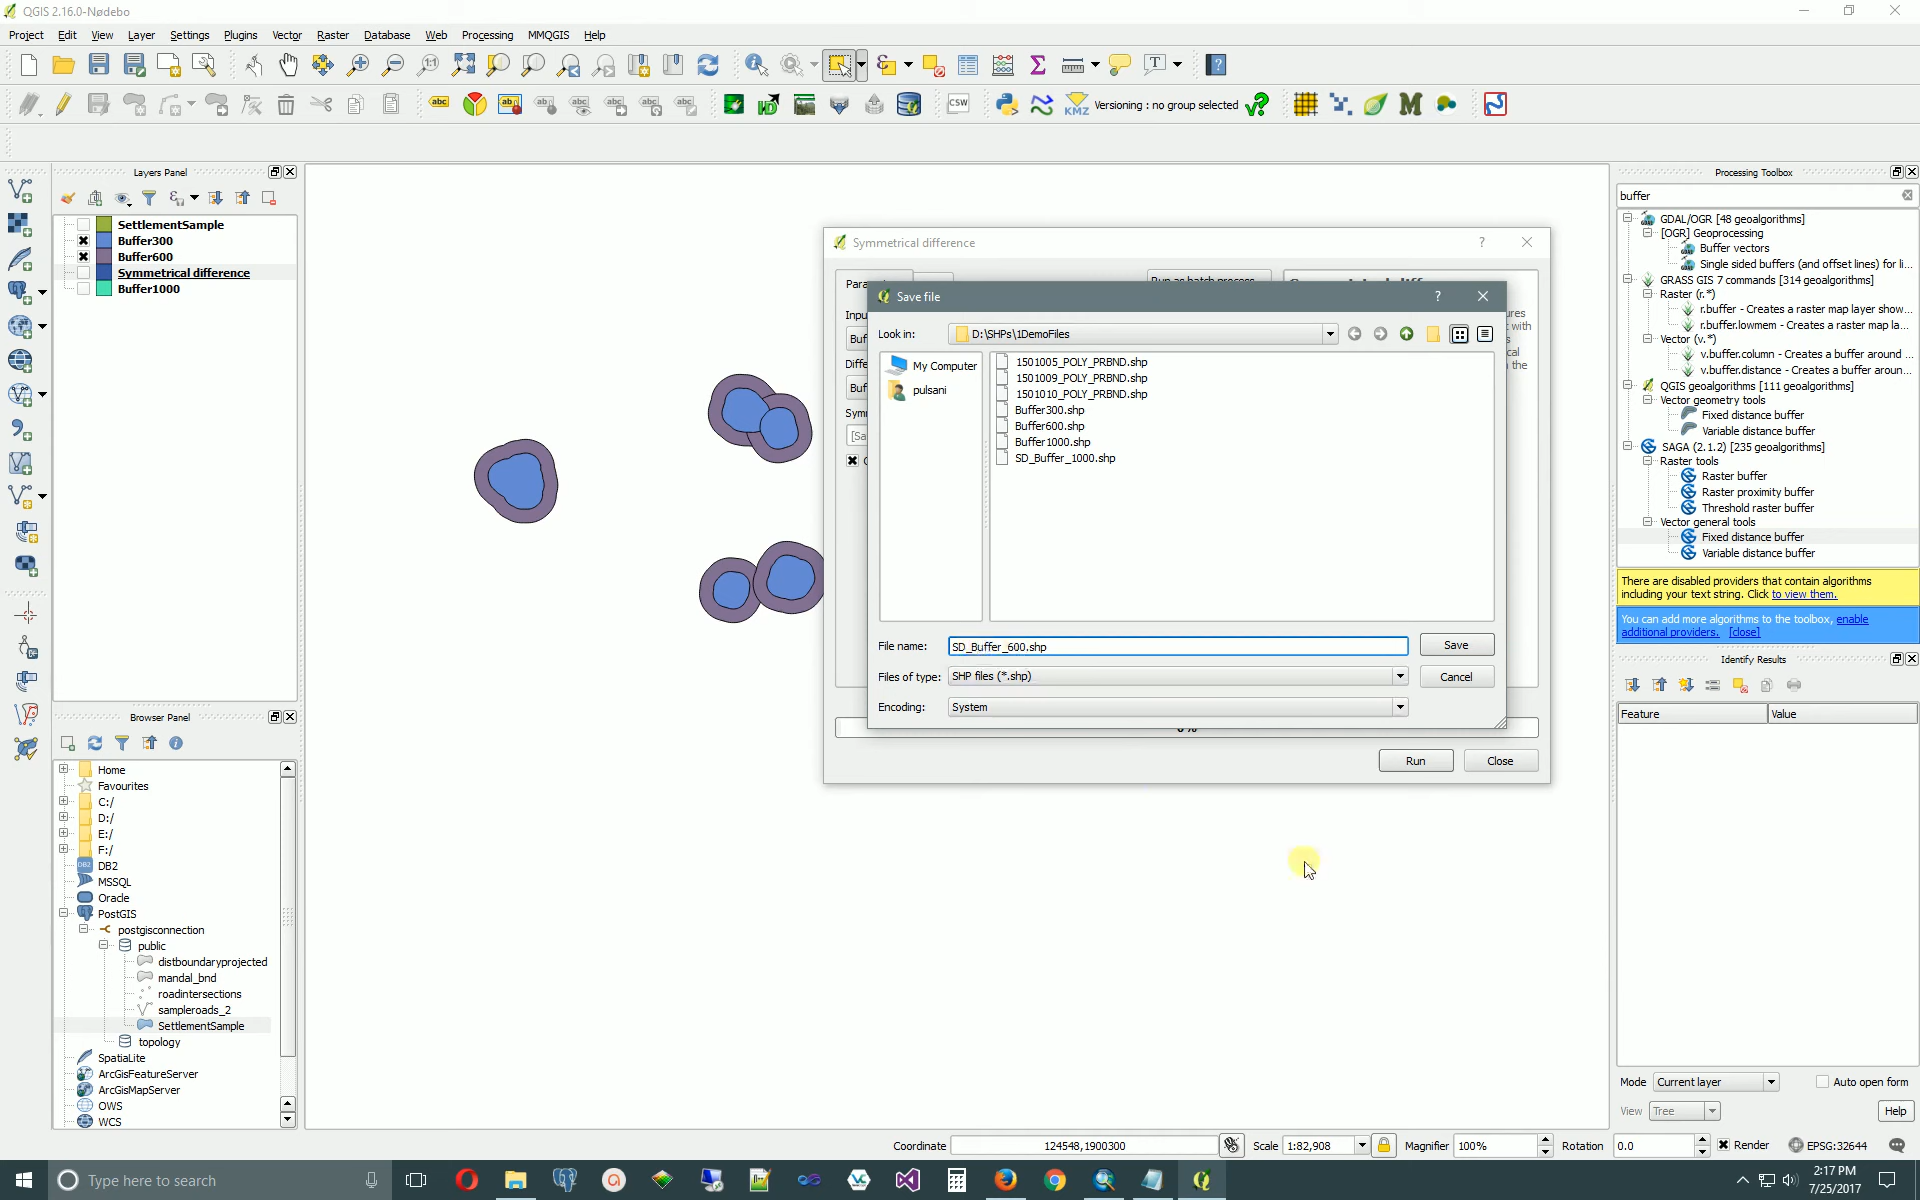 QGIS 2.16.0-Nødebo
Project Edit View Layer Settings Plugins Vector Raster Database Web Processing MMQGIS Help
Versioning : no group selected
Layers Panel
SettlementSample
Buffer300
Buffer600
Symmetrical difference
Buffer1000
Browser Panel
Home
Favourites
C:/
D:/
E:/
F:/
DB2
MSSQL
Oracle
PostGIS
postgisconnection
public
distboundaryprojected
mandal_bnd
roadintersections
sampleroads_2
SettlementSample
topology
SpatiaLite
ArcGisFeatureServer
ArcGisMapServer
OWS
WCS
Symmetrical difference
Run as batch process...
Save file
Look in: D:\SHPs\1DemoFiles
My Computer
pulsani
1501005_POLY_PRBND.shp
1501009_POLY_PRBND.shp
1501010_POLY_PRBND.shp
Buffer300.shp
Buffer600.shp
Buffer1000.shp
SD_Buffer_1000.shp
File name: SD_Buffer_600.shp Save
Files of type: SHP files (*.shp) Cancel
Encoding: System
0%
Run Close
Processing Toolbox
buffer
GDAL/OGR [48 geoalgorithms]
[OGR] Geoprocessing
Buffer vectors
Single sided buffers (and offset lines) for li...
GRASS GIS 7 commands [314 geoalgorithms]
Raster (r.*)
r.buffer - Creates a raster map layer show...
r.buffer.lowmem - Creates a raster map la...
Vector (v.*)
v.buffer.column - Creates a buffer around ...
v.buffer.distance - Creates a buffer aroun...
QGIS geoalgorithms [111 geoalgorithms]
Vector geometry tools
Fixed distance buffer
Variable distance buffer
SAGA (2.1.2) [235 geoalgorithms]
Raster tools
Raster buffer
Raster proximity buffer
Threshold raster buffer
Vector general tools
Fixed distance buffer
Variable distance buffer
There are disabled providers that contain algorithms
including your text string. Click to view them.
You can add more algorithms to the toolbox, enable
additional providers. [close]
Identify Results
Feature Value
Mode Current layer Auto open form
View Tree Help
Coordinate 124548,1900300 Scale 1:82,908 Magnifier 100% Rotation 0.0 Render EPSG:32644
Type here to search
2:17 PM
7/25/2017